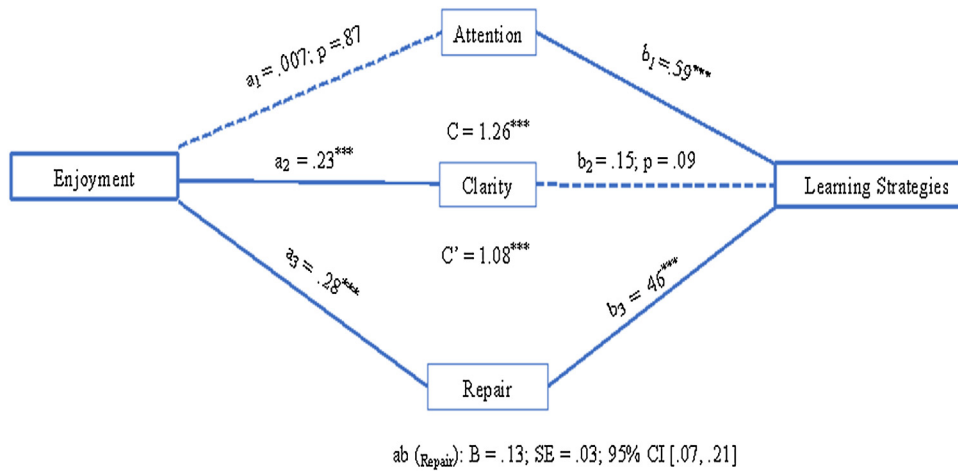 Attention
a1 = .007; p =.87
b1 =.59***
C = 1.26***
a2 = .23***
b2 = .15; p = .09
Enjoyment
Clarity
Learning Strategies
C’ = 1.08***
a3 = .28***
b3 = .46***
Repair
ab (Repair): B = .13; SE = .03; 95% CI [.07, .21]